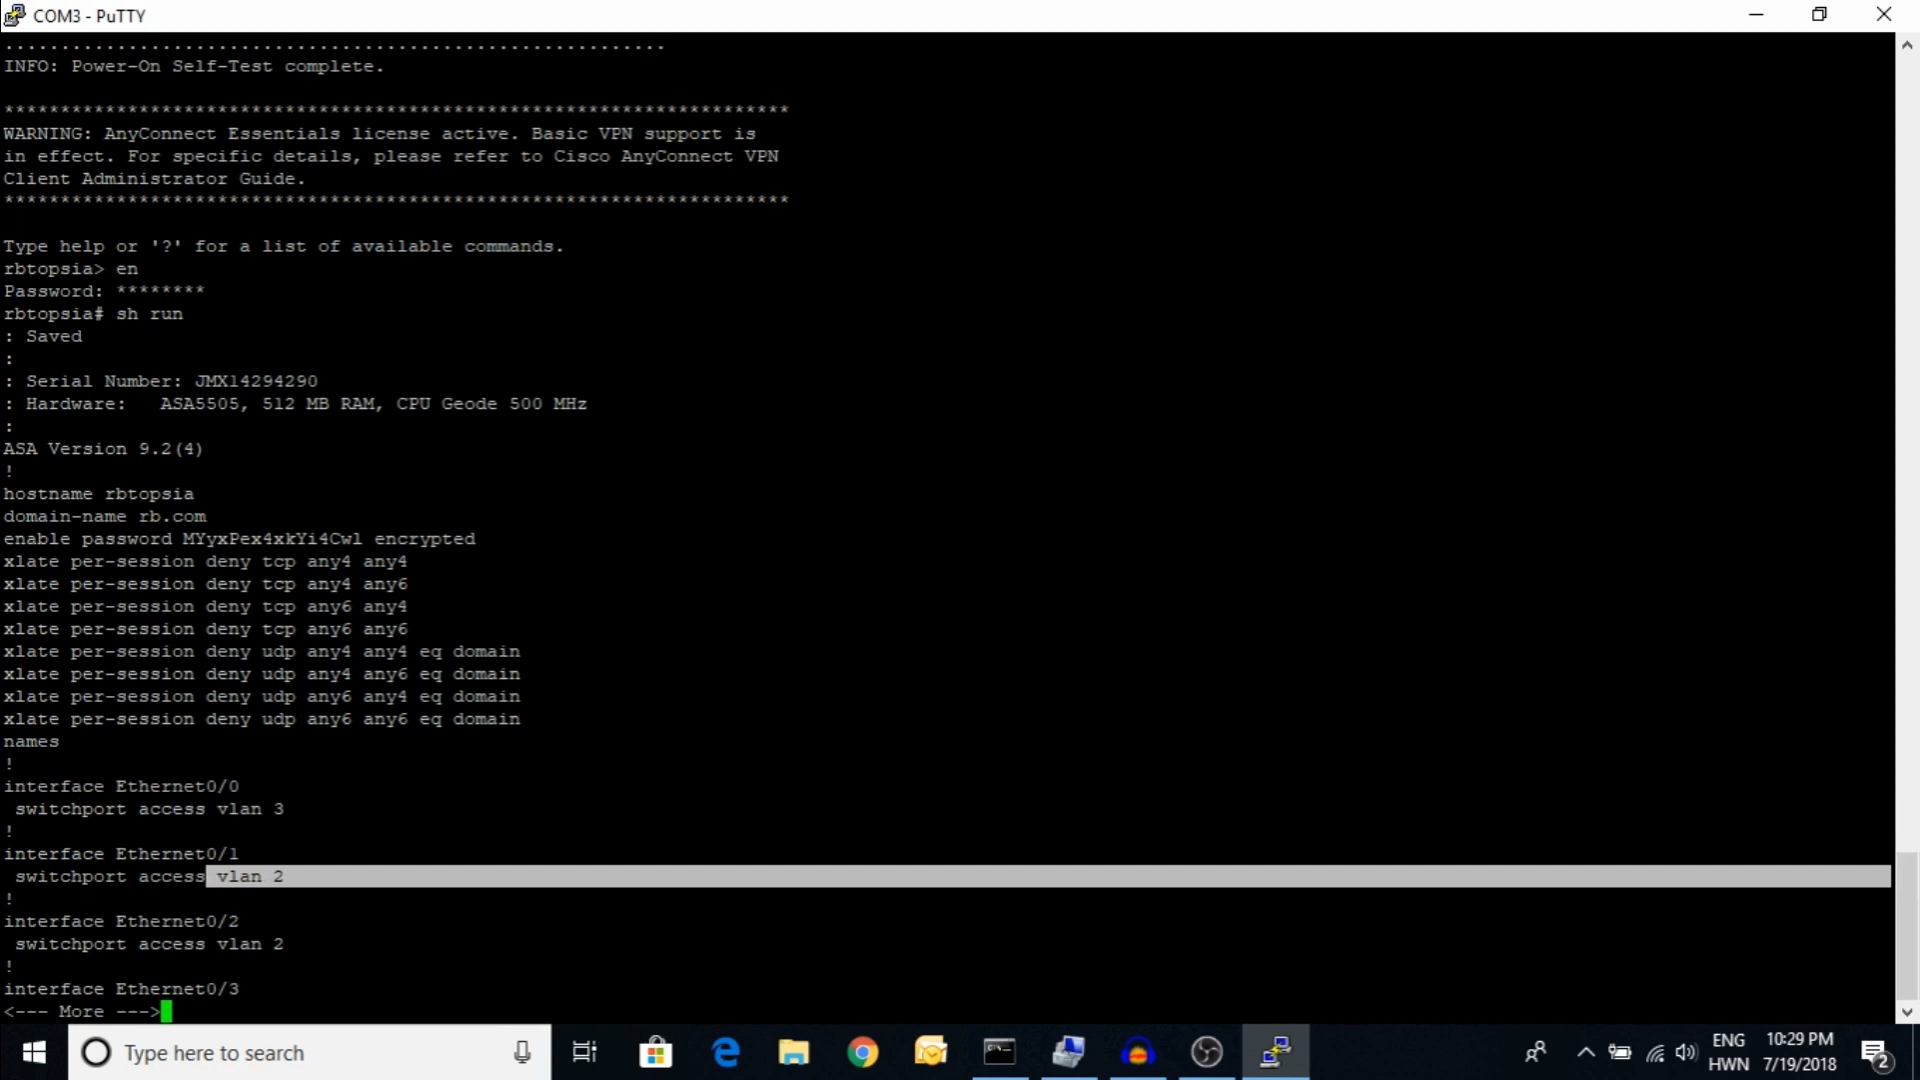 COM3 - PuTTY
...........................................................
INFO: Power-On Self-Test complete.
**********************************************************************
WARNING: AnyConnect Essentials license active. Basic VPN support is
in effect. For specific details, please refer to Cisco AnyConnect VPN
Client Administrator Guide.
**********************************************************************
Type help or '?' for a list of available commands.
rbtopsia> en
Password: ********
rbtopsia# sh run
: Saved
:
: Serial Number: JMX14294290
: Hardware:   ASA5505, 512 MB RAM, CPU Geode 500 MHz
:
ASA Version 9.2(4)
!
hostname rbtopsia
domain-name rb.com
enable password MYyxPex4xkYi4Cwl encrypted
xlate per-session deny tcp any4 any4
xlate per-session deny tcp any4 any6
xlate per-session deny tcp any6 any4
xlate per-session deny tcp any6 any6
xlate per-session deny udp any4 any4 eq domain
xlate per-session deny udp any4 any6 eq domain
xlate per-session deny udp any6 any4 eq domain
xlate per-session deny udp any6 any6 eq domain
names
!
interface Ethernet0/0
 switchport access vlan 3
!
interface Ethernet0/1
 switchport access vlan 2
!
interface Ethernet0/2
 switchport access vlan 2
!
interface Ethernet0/3
<--- More --->
Type here to search
ENG
HWN
10:29 PM
7/19/2018
2